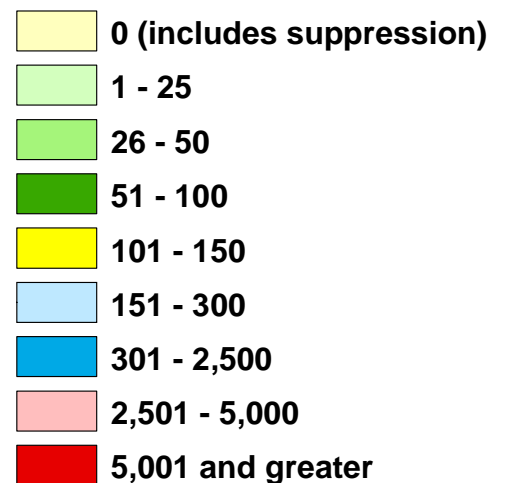 0 (includes suppression)
1 - 25
26 - 50
51 - 100
101 - 150
151 - 300
301 - 2,500
2,501 - 5,000
5,001 and greater